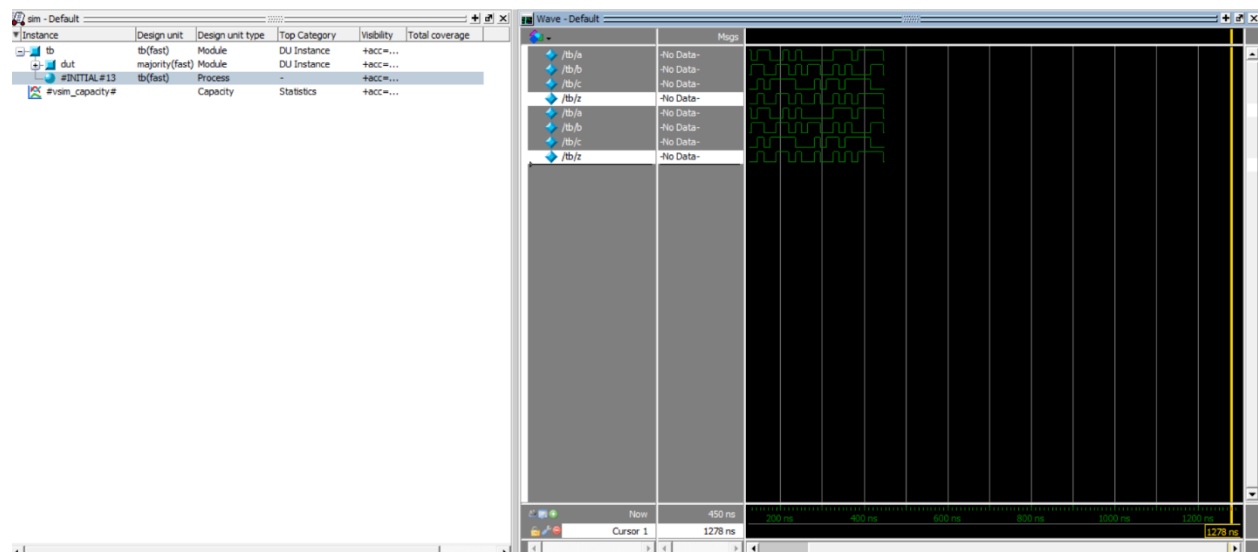 sim - Default
Instance Design unit Design unit type Top Category Visibility Total coverage
tb tb(fast) Module DU Instance +acc=...
dut majority(fast) Module DU Instance +acc=...
#INITIAL#13 tb(fast) Process - +acc=...
#vsim_capacity# Capacity Statistics +acc=...
Wave - Default
Msgs
/tb/a -No Data-
/tb/b -No Data-
/tb/c -No Data-
/tb/z -No Data-
/tb/a -No Data-
/tb/b -No Data-
/tb/c -No Data-
/tb/z -No Data-
Now 450 ns 200 ns 400 ns 600 ns 800 ns 1000 ns 1200 ns
Cursor 1 1278 ns 1278 ns